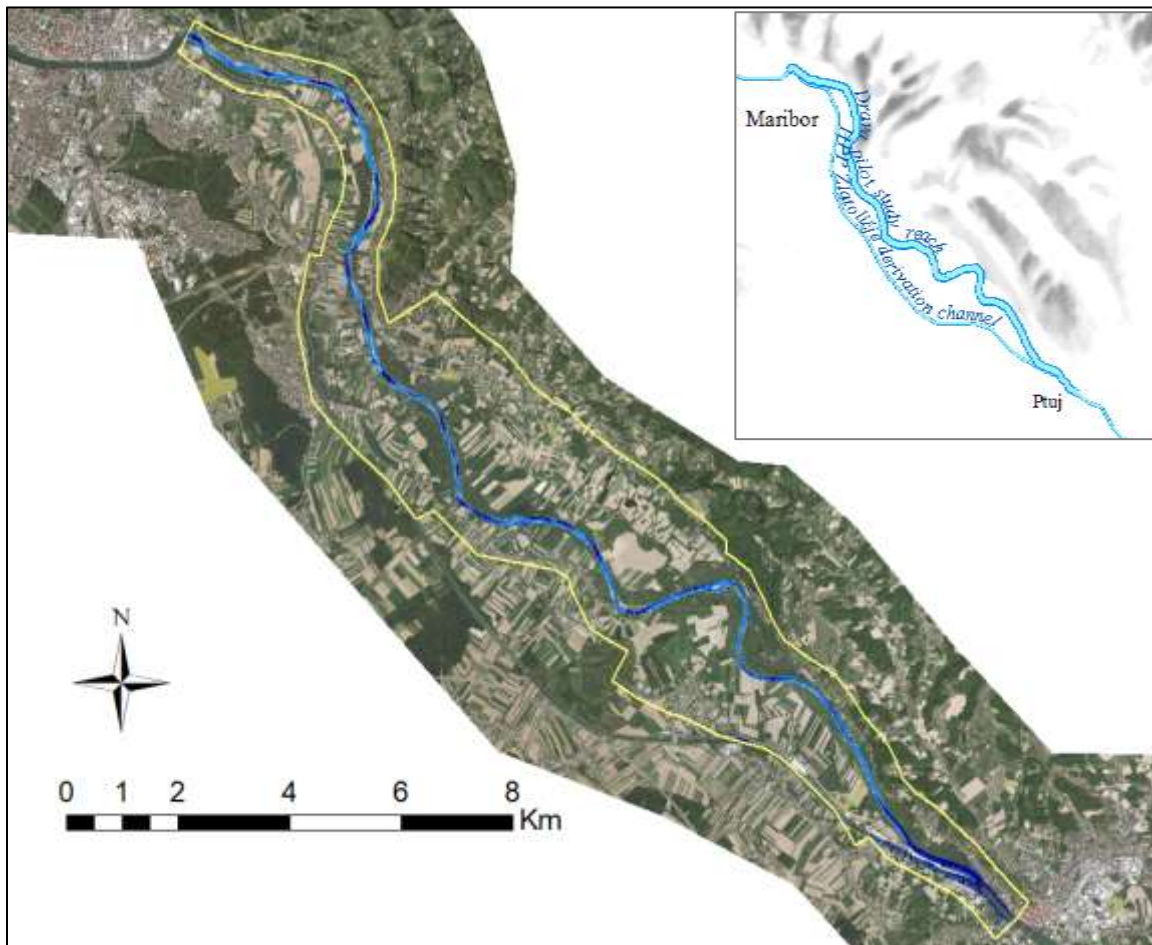 Maribor
Drava pilot study reach
HPP Zlatoličje derivation channel
Ptuj
N
0 1 2 4 6 8
Km